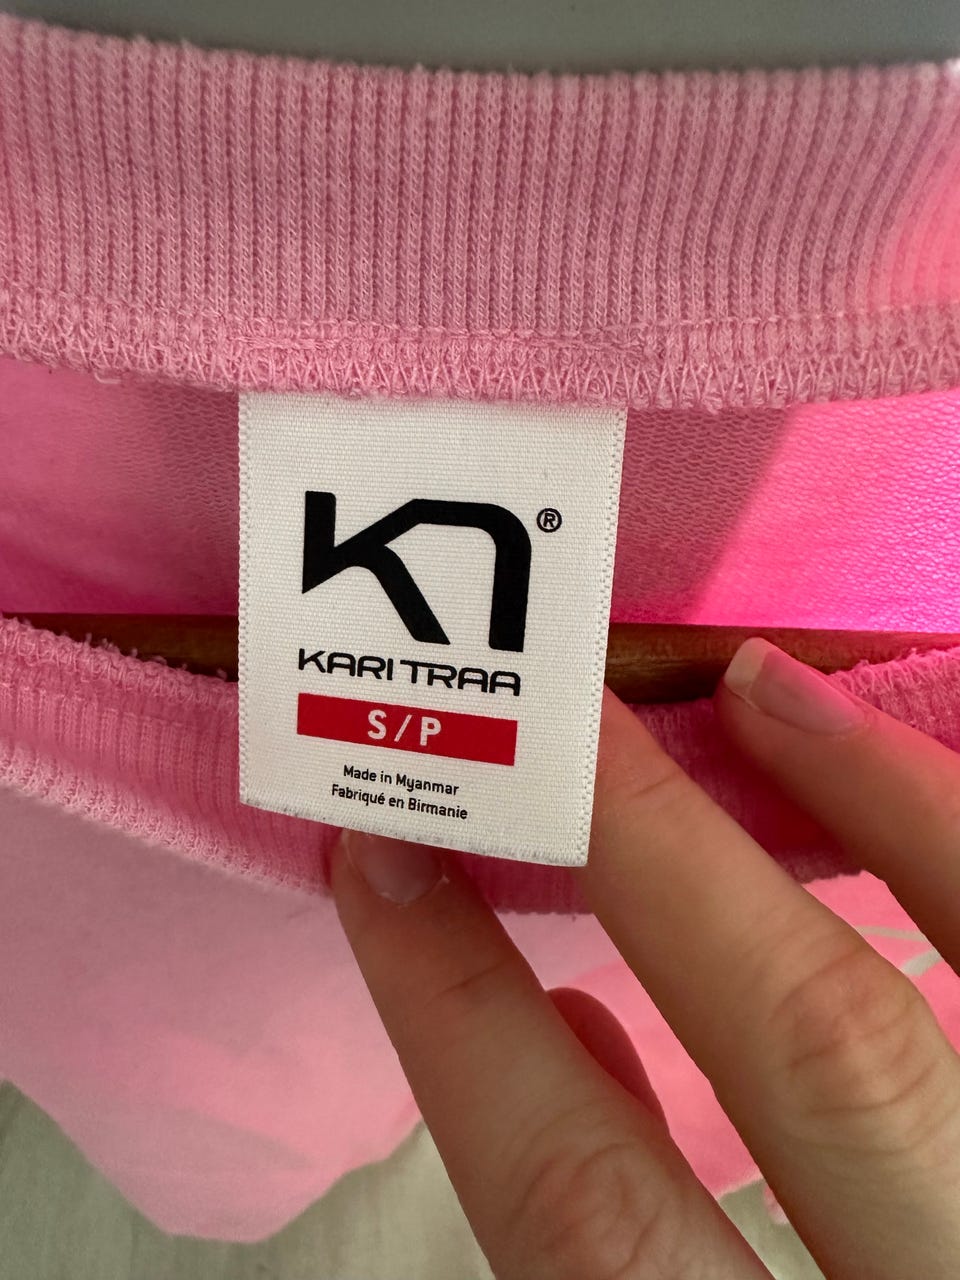 ®
KARI TRAA
S/P
Made in Myanmar
Fabriqué en Birmanie